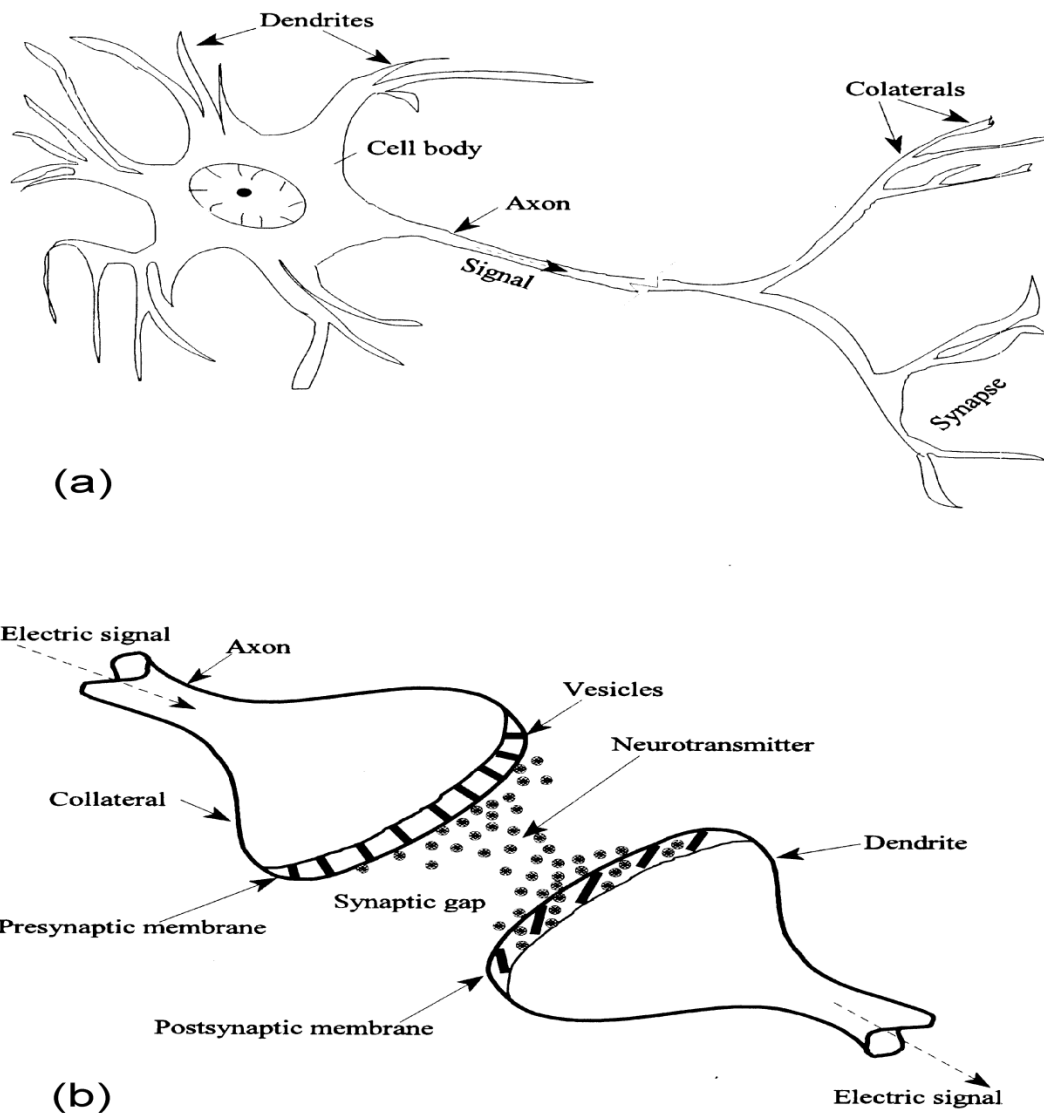 Dendrites
Colaterals
Cell body
Axon
Signal
Synapse
(a)
Electric signal
Axon
Vesicles
Neurotransmitter
Collateral
Dendrite
Synaptic gap
Presynaptic membrane
Postsynaptic membrane
(b)
Electric signal